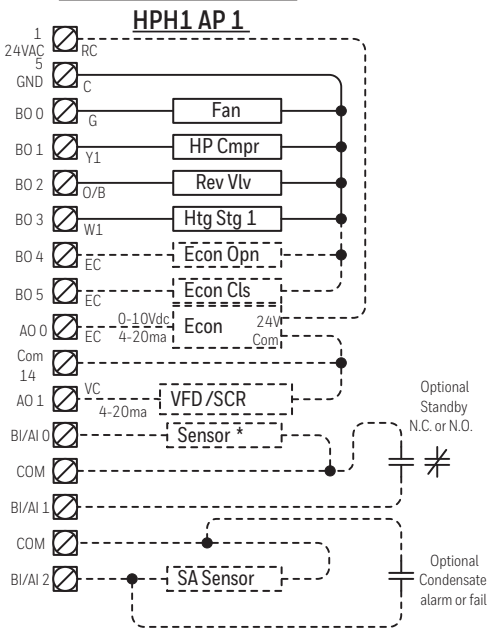 HPH1 AP 1
1
24VAC
RC
5
GND
C
BO 0
G
Fan
BO 1
Y1
HP Cmpr
BO 2
O/B
Rev Vlv
BO 3
W1
Htg Stg 1
BO 4
EC
Econ Opn
BO 5
EC
Econ Cls
AO 0
EC
0-10Vdc
4-20ma
Econ
24V
Com
Com
14
AO 1
VC
4-20ma
VFD/SCR
Optional
Standby
N.C. or N.O.
BI/AI 0
Sensor *
COM
BI/AI 1
COM
BI/AI 2
SA Sensor
Optional
Condensate
alarm or fail